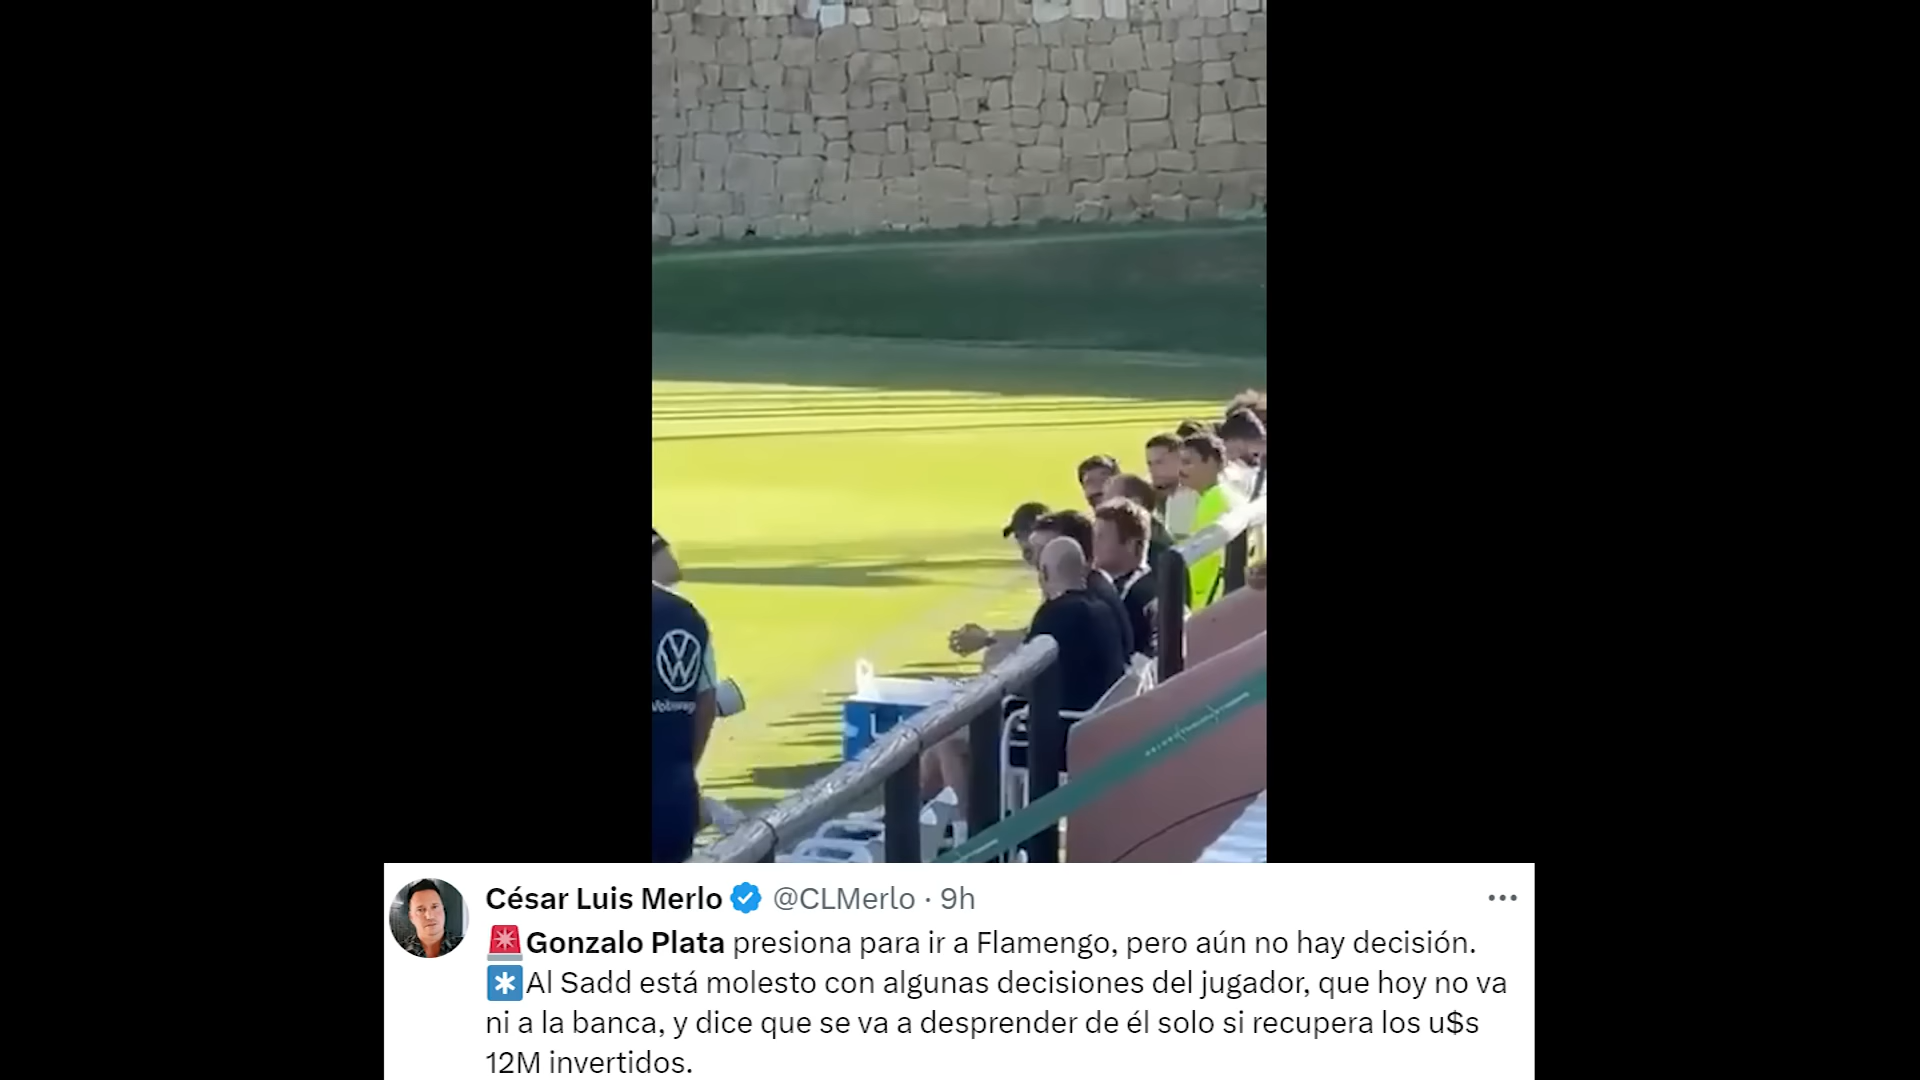 VW
César Luis Merlo @CLMerlo · 9h
🚨Gonzalo Plata presiona para ir a Flamengo, pero aún no hay decisión.
*️⃣Al Sadd está molesto con algunas decisiones del jugador, que hoy no va
ni a la banca, y dice que se va a desprender de él solo si recupera los u$s
12M invertidos.